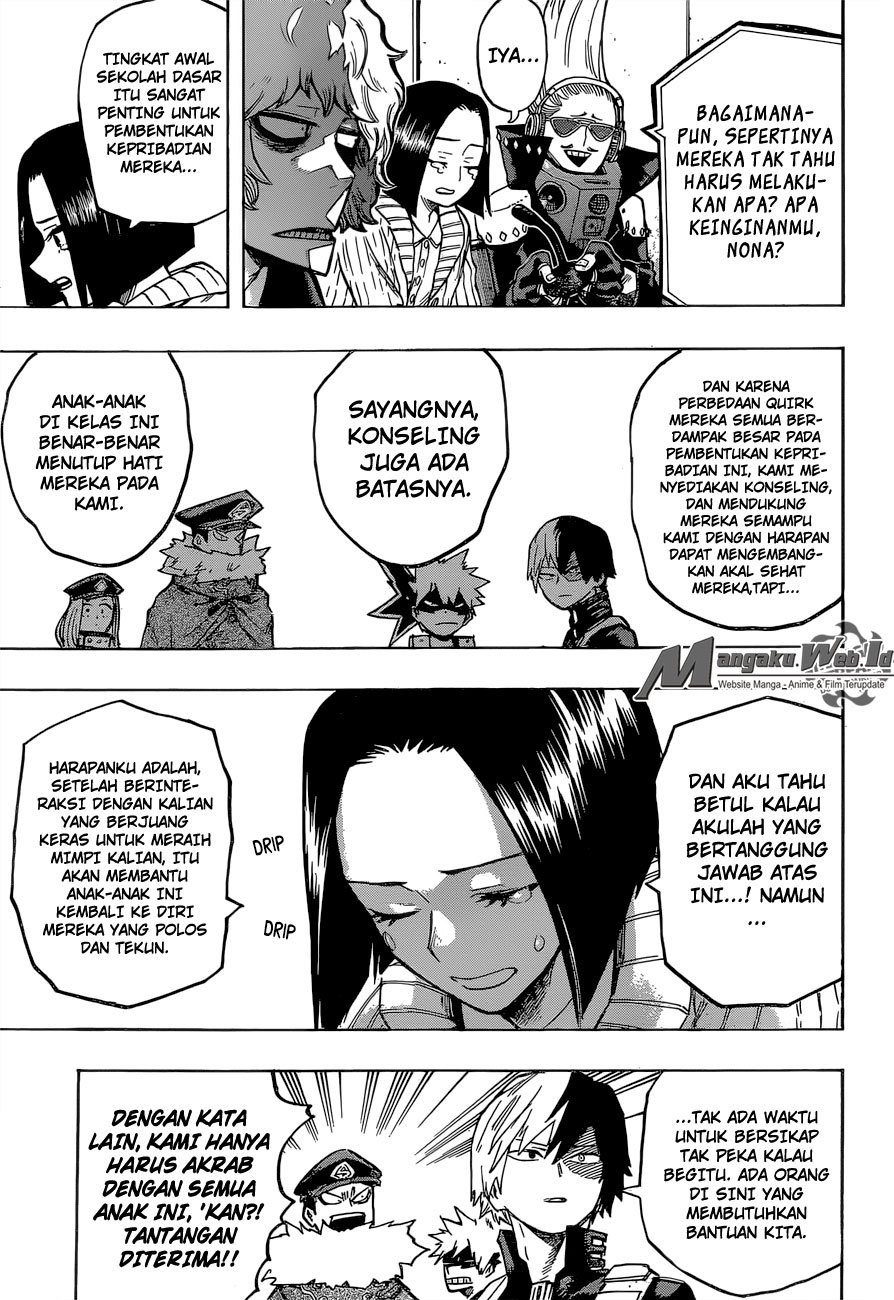 BAGAIMANA-
PUN, SEPERTINYA
MEREKA TAK TAHU
HARUS MELAKU-
KAN APA? APA
KEINGINANMU,
NONA?
IYA...
TINGKAT AWAL
SEKOLAH DASAR
ITU SANGAT
PENTING UNTUK
PEMBENTUKAN
KEPRIBADIAN
MEREKA...
DAN KARENA
PERBEDAAN QUIRK
MEREKA SEMUA BER-
DAMPAK BESAR PADA
PEMBENTUKAN KEPRI-
BADIAN INI, KAMI ME-
NYEDIAKAN KONSELING,
DAN MENDUKUNG
MEREKA SEMAMPU
KAMI DENGAN HARAPAN
DAPAT MENGEMBANG-
KAN AKAL SEHAT
MEREKA,TAPI...
SAYANGNYA,
KONSELING
JUGA ADA
BATASNYA.
ANAK-ANAK
DI KELAS INI
BENAR-BENAR
MENUTUP HATI
MEREKA PADA
KAMI.
Mangaku.Web.Id
Website Manga - Anime & Film Terupdate
DAN AKU TAHU
BETUL KALAU
AKULAH YANG
BERTANGGUNG
JAWAB ATAS
INI...! NAMUN
...
DRIP
DRIP
HARAPANKU ADALAH,
SETELAH BERINTE-
RAKSI DENGAN KALIAN
YANG BERJUANG
KERAS UNTUK MERAIH
MIMPI KALIAN, ITU
AKAN MEMBANTU
ANAK-ANAK INI
KEMBALI KE DIRI
MEREKA YANG POLOS
DAN TEKUN.
...TAK ADA WAKTU
UNTUK BERSIKAP
TAK PEKA KALAU
BEGITU. ADA ORANG
DI SINI YANG
MEMBUTUHKAN
BANTUAN KITA.
DENGAN KATA
LAIN, KAMI HANYA
HARUS AKRAB
DENGAN SEMUA
ANAK INI, 'KAN?!
TANTANGAN
DITERIMA!!